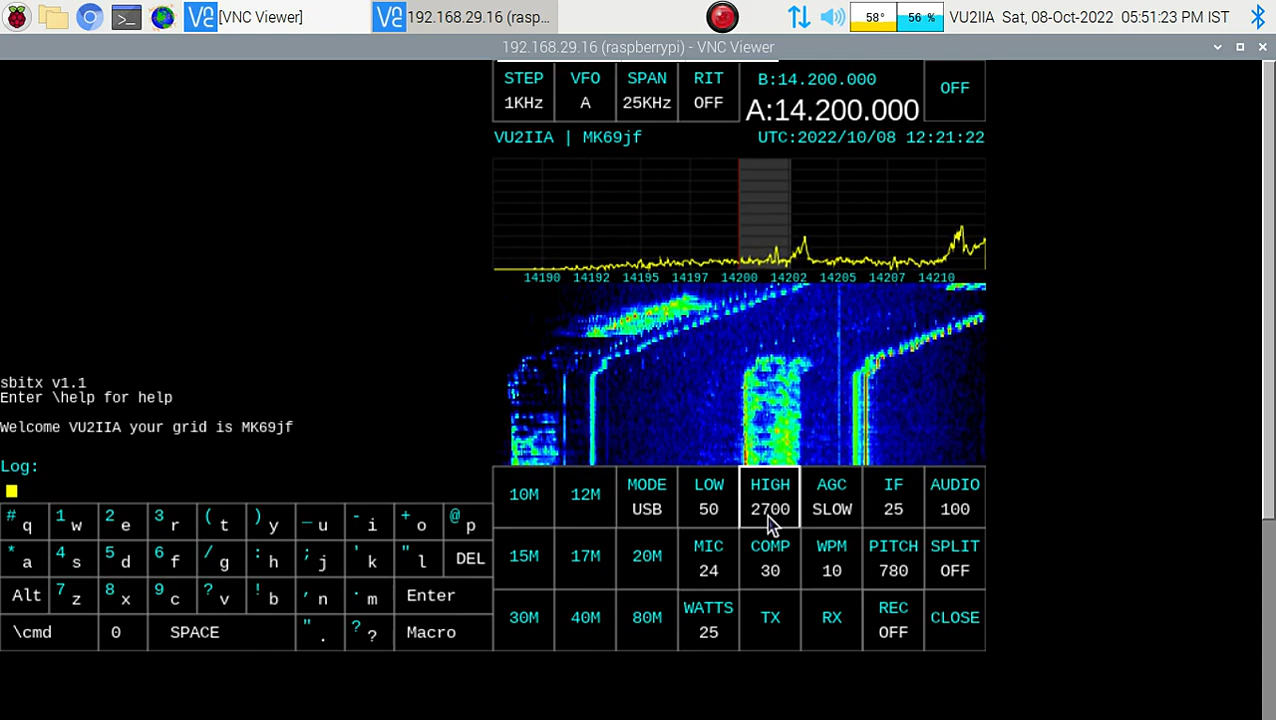 [VNC Viewer]
192.168.29.16 (rasp...
58°
56 %
VU2IIA Sat, 08-Oct-2022 05:51:23 PM IST
192.168.29.16 (raspberrypi) - VNC Viewer
STEP VFO SPAN RIT B:14.200.000 OFF
1KHz A 25KHz OFF A:14.200.000
VU2IIA | MK69jf UTC:2022/10/08 12:21:22
14190 14192 14195 14197 14200 14202 14205 14207 14210
sbitx v1.1
Enter \help for help
Welcome VU2IIA your grid is MK69jf
Log:
10M 12M MODE LOW HIGH AGC IF AUDIO
USB 50 2700 SLOW 25 100
15M 17M 20M MIC COMP WPM PITCH SPLIT
24 30 10 780 OFF
30M 40M 80M WATTS TX RX REC CLOSE
25 OFF
# q 1 w 2 e 3 r ( t ) y _ u - i + o @ p
* a 4 s 5 d 6 f / g : h ; j ' k " l DEL
Alt 7 z 8 x 9 c ? v ! b , n . m Enter
\cmd 0 SPACE " . ? ? Macro